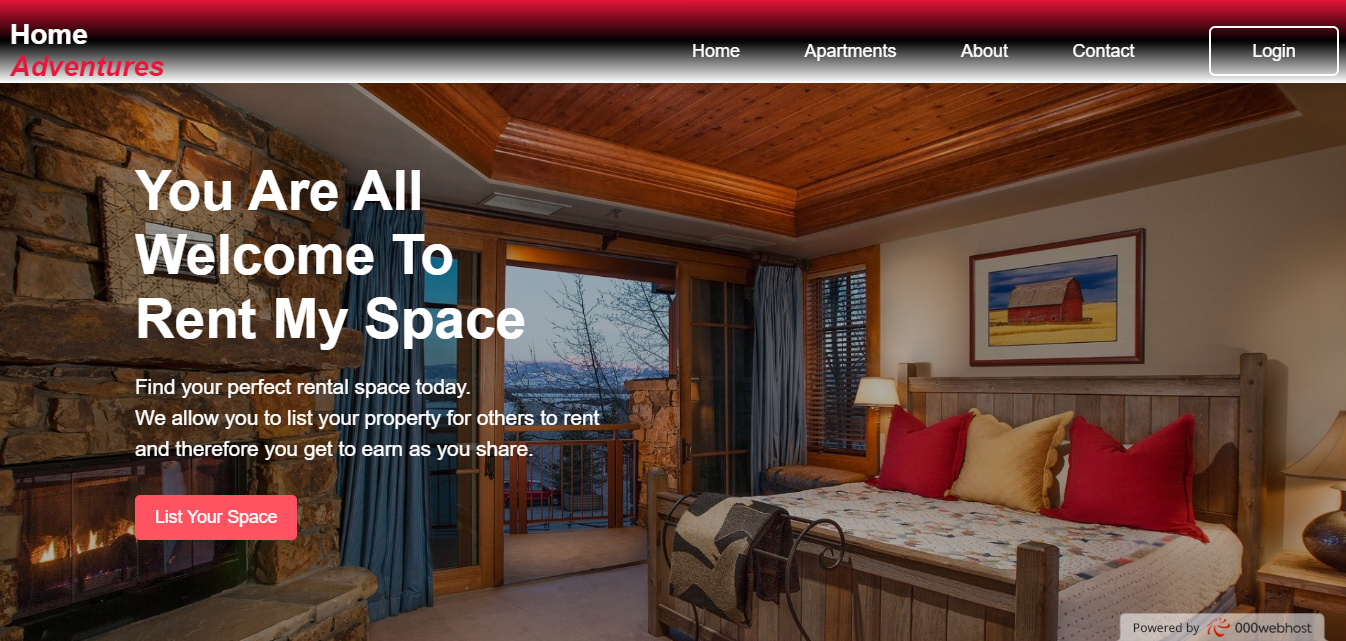 Home
Adventures
Home
Apartments
About
Contact
Login
You Are All
Welcome To
Rent My Space
Find your perfect rental space today.
We allow you to list your property for others to rent
and therefore you get to earn as you share.
List Your Space
Powered by 000webhost